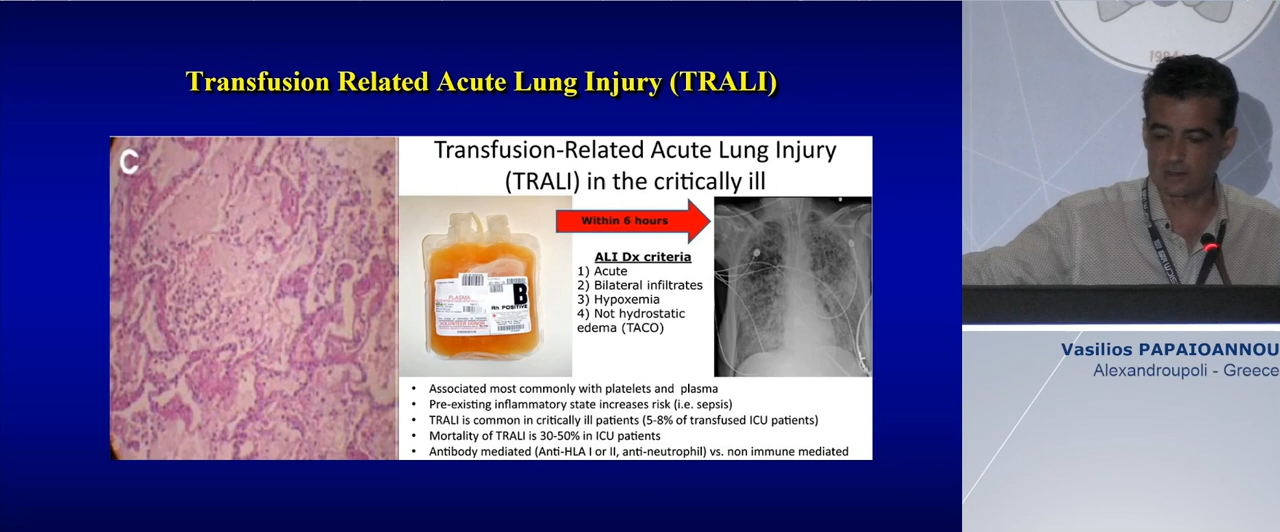 Transfusion Related Acute Lung Injury (TRALI)
C
Transfusion-Related Acute Lung Injury
(TRALI) in the critically ill
Within 6 hours
ALI Dx criteria
1) Acute
2) Bilateral infiltrates
3) Hypoxemia
4) Not hydrostatic
edema (TACO)
PLASMA
B
Rh POSITIVE
VOLUNTEER DONOR
• Associated most commonly with platelets and plasma
• Pre-existing inflammatory state increases risk (i.e. sepsis)
• TRALI is common in critically ill patients (5-8% of transfused ICU patients)
• Mortality of TRALI is 30-50% in ICU patients
• Antibody mediated (Anti-HLA I or II, anti-neutrophil) vs. non immune mediated
Vasilios PAPAIOANNOU
Alexandroupoli - Greece